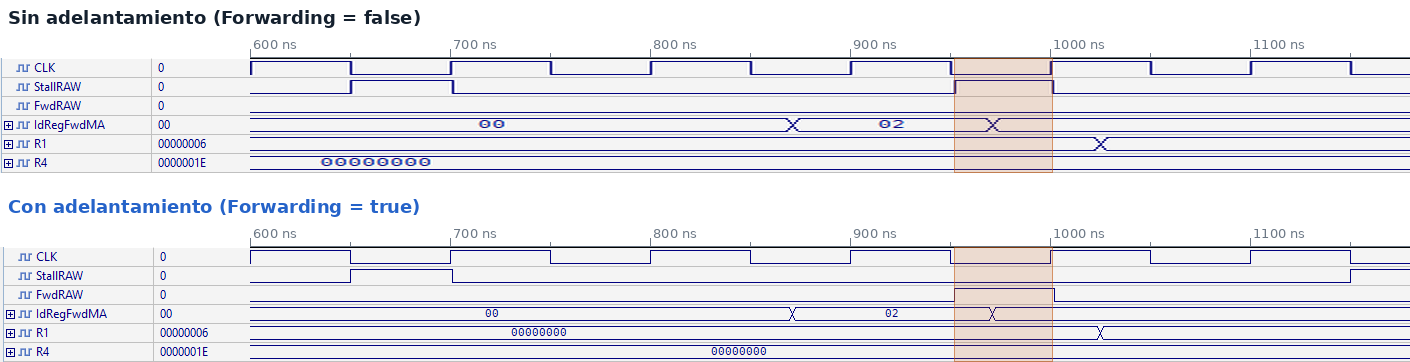 Sin adelantamiento (Forwarding = false)
600 ns 700 ns 800 ns 900 ns 1000 ns 1100 ns
CLK 0
StallRAW 0
FwdRAW 0
IdRegFwdMA 00 00 02
R1 00000006
R4 0000001E 00000000
Con adelantamiento (Forwarding = true)
600 ns 700 ns 800 ns 900 ns 1000 ns 1100 ns
CLK 0
StallRAW 0
FwdRAW 0
IdRegFwdMA 00 00 02
R1 00000006 00000000
R4 0000001E 00000000